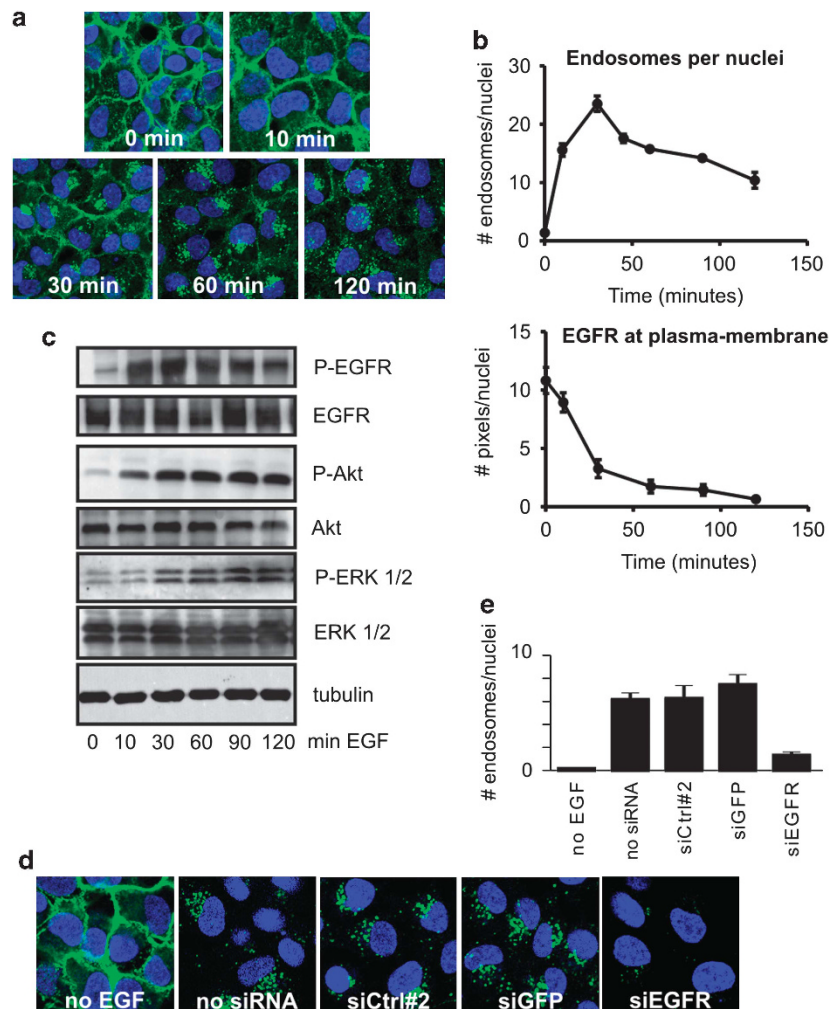 a
0 min
10 min
30 min
60 min
120 min
b
Endosomes per nuclei
# endosomes/nuclei
30
20
10
0
0 50 100 150
Time (minutes)
EGFR at plasma-membrane
# pixels/nuclei
15
10
5
0
0 50 100 150
Time (minutes)
c
P-EGFR
EGFR
P-Akt
Akt
P-ERK 1/2
ERK 1/2
tubulin
0 10 30 60 90 120 min EGF
e
# endosomes/nuclei
10
0
no EGF
no siRNA
siCtrl#2
siGFP
siEGFR
d
no EGF
no siRNA
siCtrl#2
siGFP
siEGFR